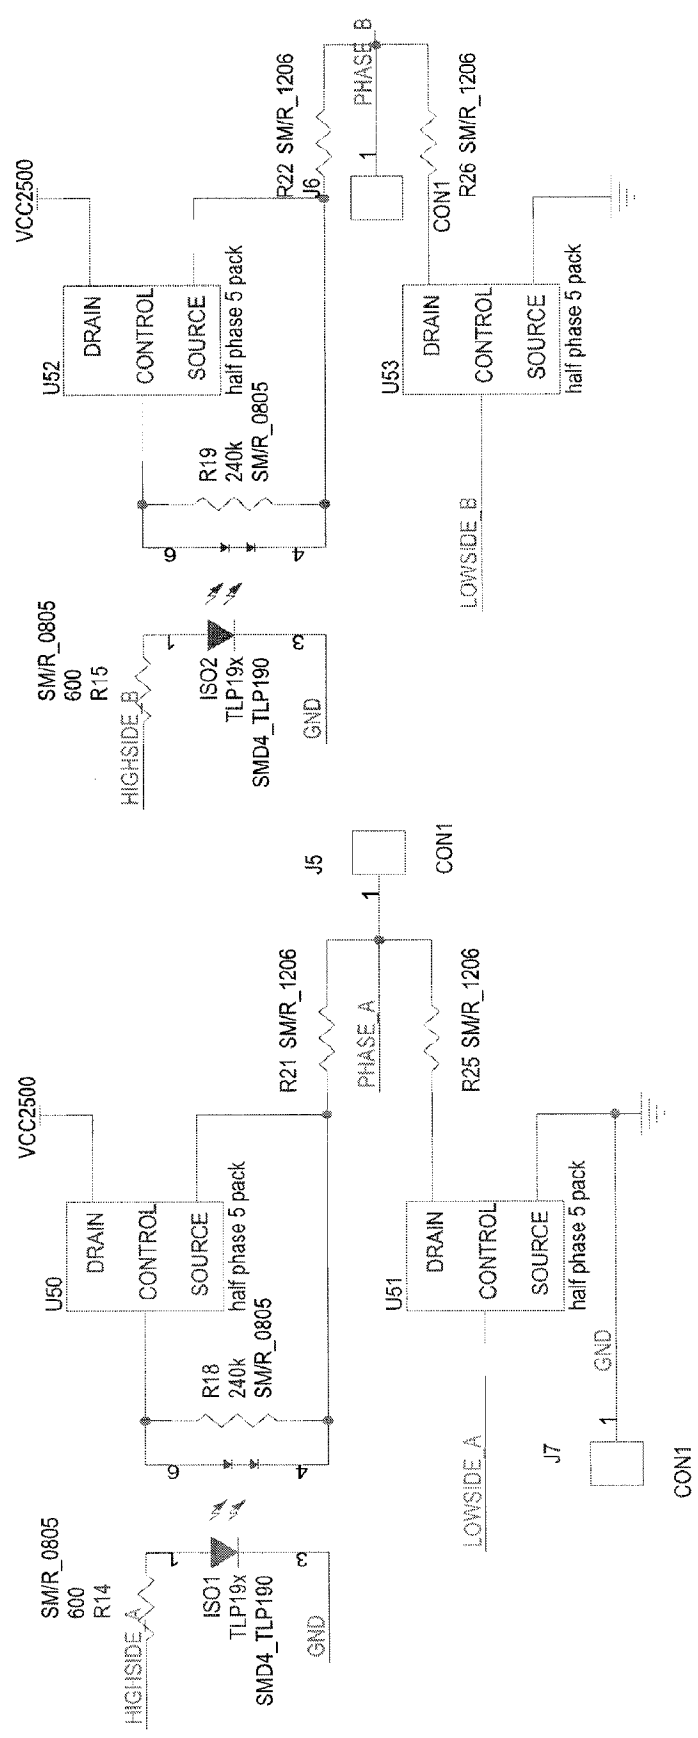 VCC2500
U52
DRAIN
CONTROL
SOURCE
half phase 5 pack
R19
240k
SM/R_0805
6
4
SM/R_0805
600
R15
HIGHSIDE_B
1
3
ISO2
TLP19x
SMD4_TLP190
GND
R22 SM/R_1206
J6
PHASE_B
1
CON1
R26 SM/R_1206
U53
DRAIN
CONTROL
SOURCE
half phase 5 pack
LOWSIDE_B
VCC2500
U50
DRAIN
CONTROL
SOURCE
half phase 5 pack
R18
240k
SM/R_0805
6
4
SM/R_0805
600
R14
HIGHSIDE_A
1
3
ISO1
TLP19x
SMD4_TLP190
GND
R21 SM/R_1206
J5
1
CON1
PHASE_A
R25 SM/R_1206
U51
DRAIN
CONTROL
SOURCE
half phase 5 pack
LOWSIDE_A
GND
J7
1
CON1